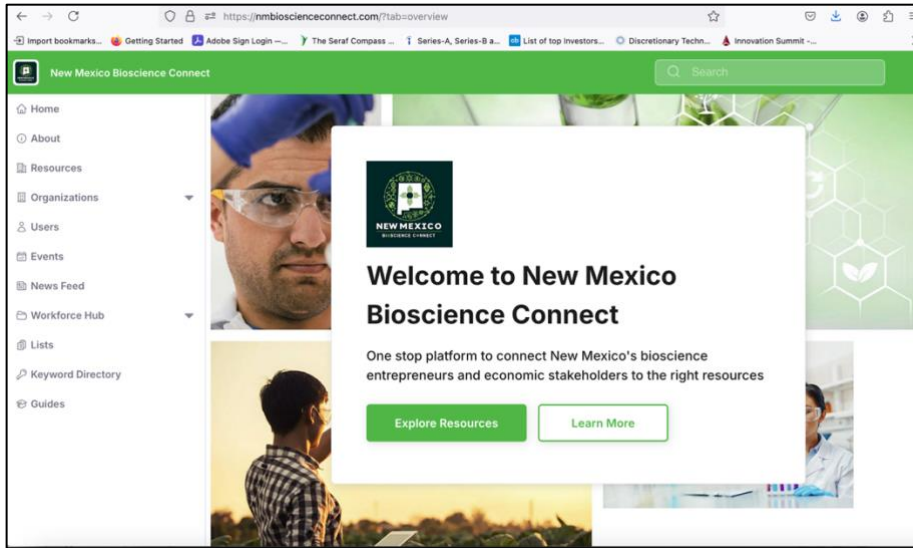 https://nmbioscienceconnect.com/?tab=overview
Import bookmarks...
Getting Started
Adobe Sign Login —...
The Seraf Compass ...
Series-A, Series-B a...
cb
List of top Investors...
Discretionary Techn...
Innovation Summit -...
New Mexico Bioscience Connect
Search
Home
About
Resources
Organizations
Users
Events
News Feed
Workforce Hub
Lists
Keyword Directory
Guides
NEW MEXICO
BIOSCIENCE CONNECT
Welcome to New Mexico
Bioscience Connect
One stop platform to connect New Mexico's bioscience
entrepreneurs and economic stakeholders to the right resources
Explore Resources
Learn More